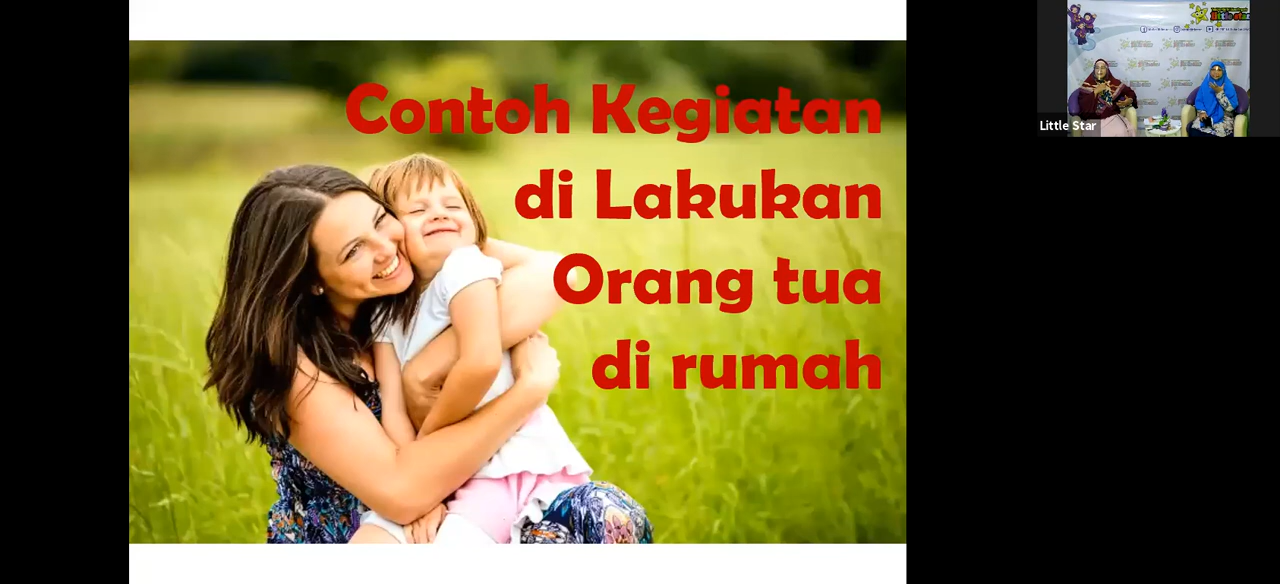 Contoh Kegiatan
di Lakukan
Orang tua
di rumah
Little Star